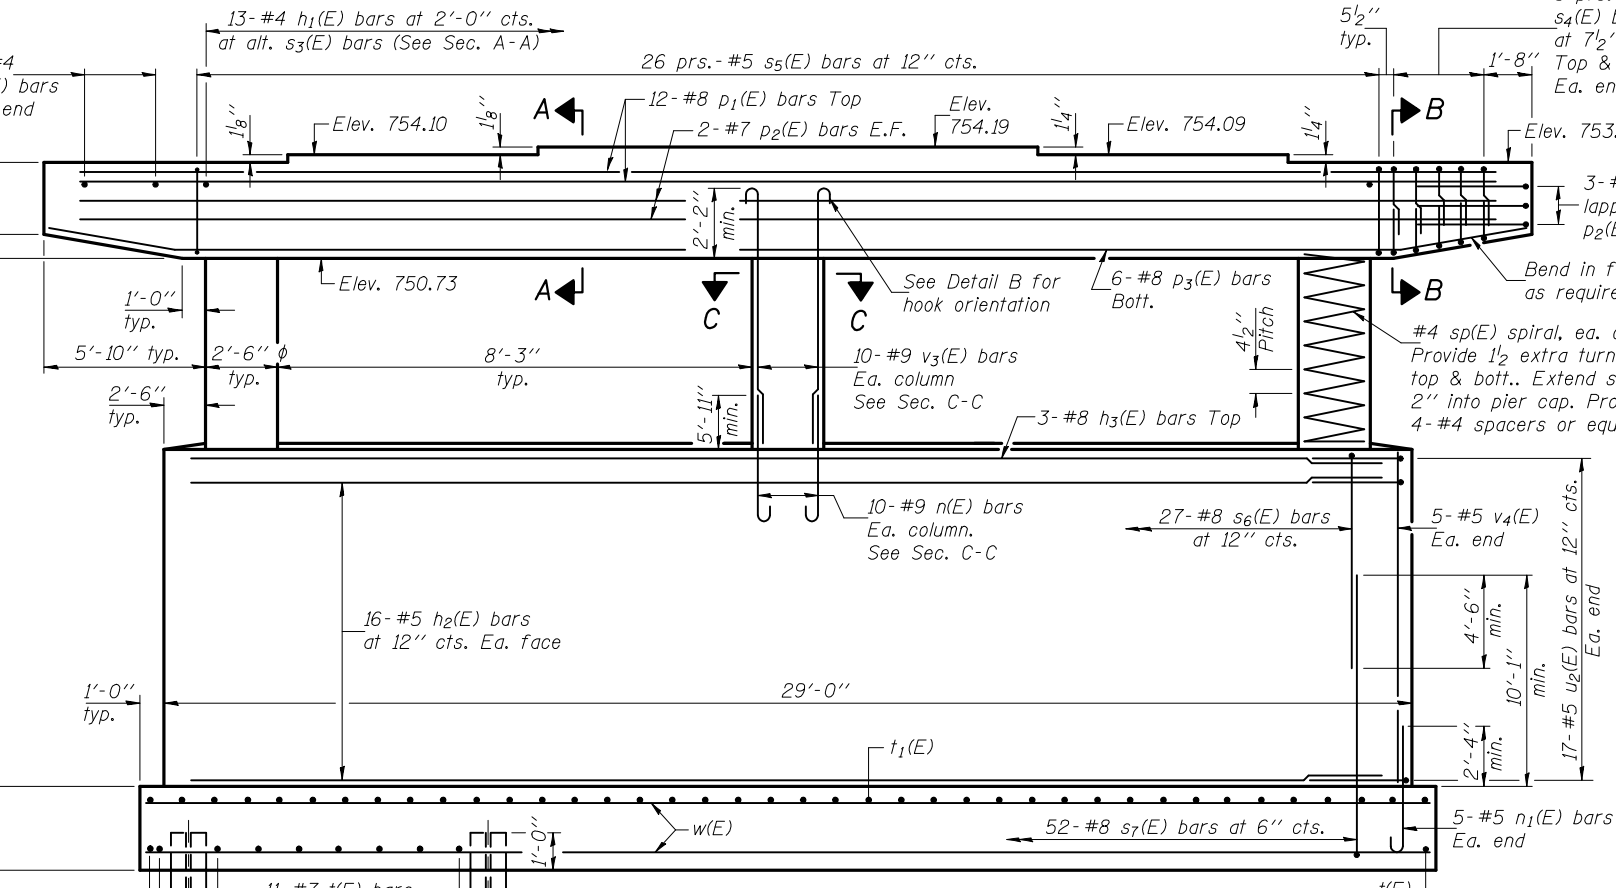 13-#4 h1(E) bars at 2'-0" cts.
at alt. s3(E) bars (See Sec. A-A)
5½"
typ.
s4(E)
at 7½"
Top &
Ea.
1'-8"
#4
bars
end
26 prs.-#5 s5(E) bars at 12" cts.
12-#8 p1(E) bars Top
2-#7 p2(E) bars E.F.
1⅛"
Elev. 754.10
1⅛"
A
Elev.
754.19
1¼"
Elev. 754.09
1¼"
B
Elev. 753.
3-#
lapp
2'-2"
min.
Elev. 750.73
A
C
C
See Detail B for
hook orientation
6-#8 p3(E) bars
Bott.
B
Bend in
as require
1'-0"
typ.
5'-10" typ.
2'-6" ϕ
typ.
8'-3"
typ.
10-#9 v3(E) bars
Ea. column
See Sec. C-C
4½"
Pitch
#4 sp(E) spiral, ea.
Provide 1½ extra turn
top & bott.. Extend
2" into pier cap.
4-#4 spacers or
2'-6"
typ.
5'-11"
min.
3-#8 h3(E) bars Top
10-#9 n(E) bars
Ea. column.
See Sec. C-C
27-#8 s6(E) bars
at 12" cts.
5-#5 v4(E)
Ea. end
17-#5 u2(E) bars at 12" cts.
Ea. end
16-#5 h2(E) bars
at 12" cts. Ea. face
4'-6"
min.
10'-1"
min.
1'-0"
typ.
29'-0"
2'-4"
min.
t1(E)
w(E)
1'-0"
52-#8 s7(E) bars at 6" cts.
5-#5 n1(E) bars
Ea. end
11-#7 t(E) bars
t(E)